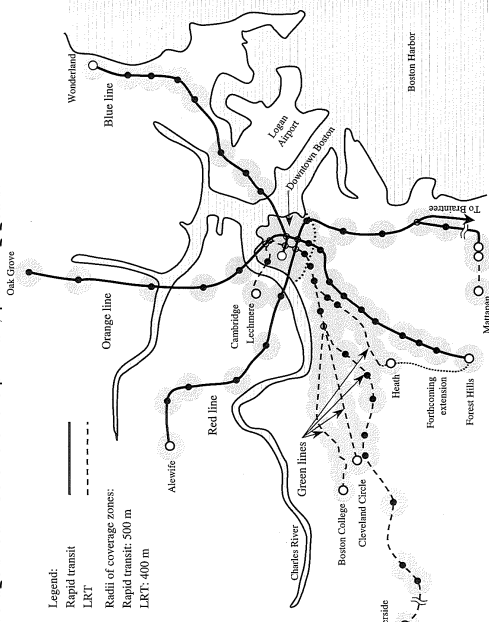 Oak Grove
Wonderland
Blue line
Logan
Airport
Boston Harbor
Downtown Boston
To Braintree
Orange line
Cambridge
Lechmere
Red line
Alewife
Mattapan
Heath
Forthcoming
extension
Forest Hills
Green lines
Boston College
Cleveland Circle
Charles River
erside
Legend:
Rapid transit
LRT
Radii of coverage zones:
Rapid transit: 500 m
LRT: 400 m